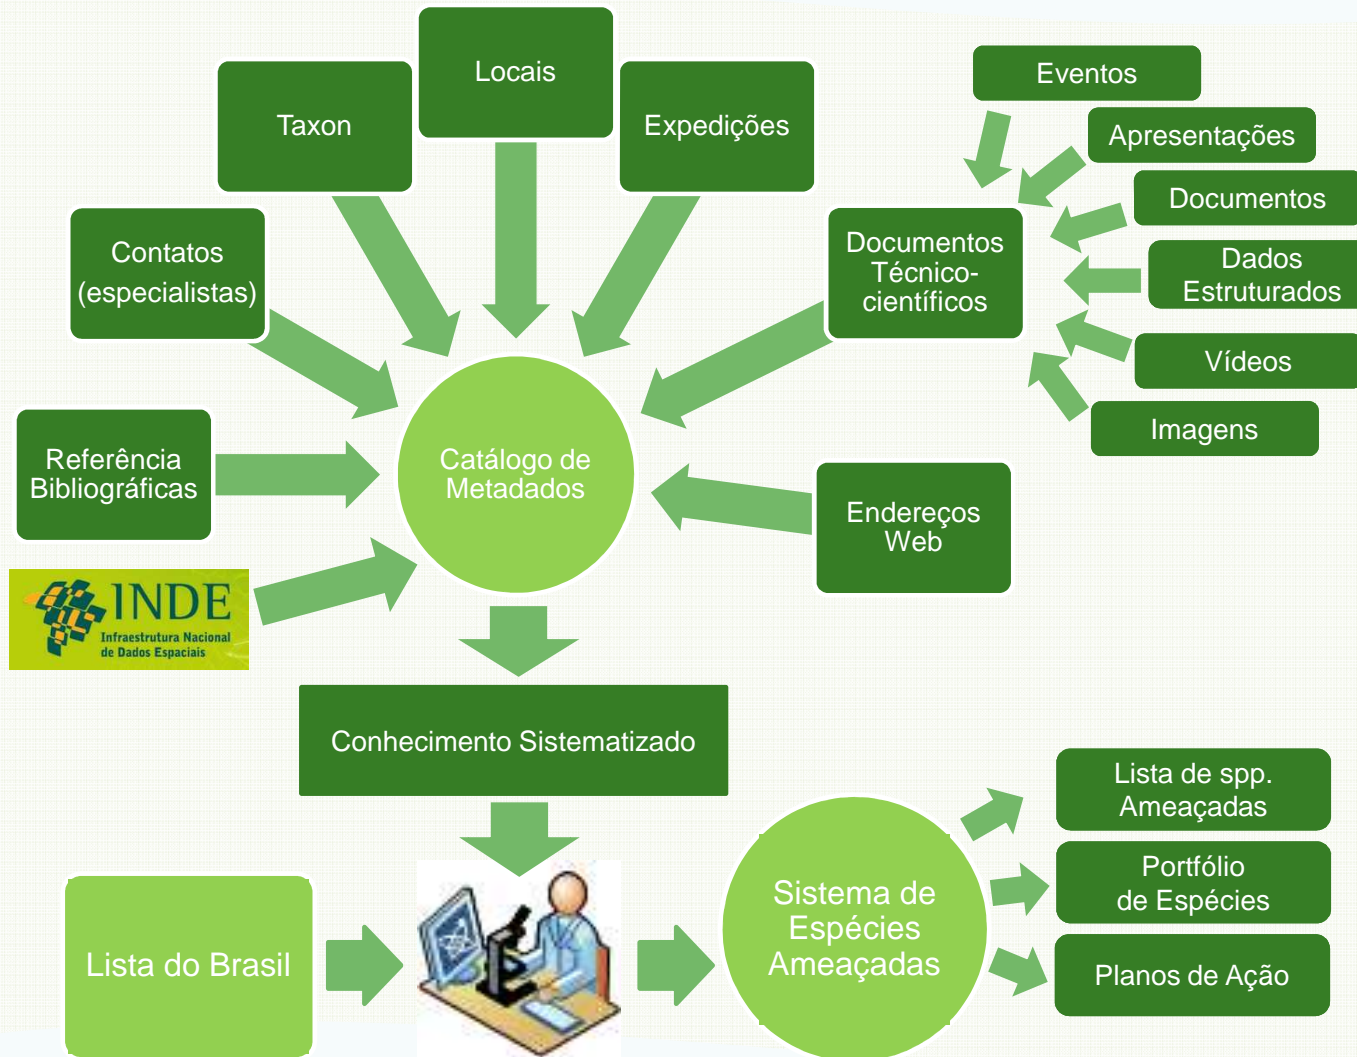 Locais
Taxon
Expedições
Eventos
Apresentações
Documentos
Dados
Estruturados
Vídeos
Imagens
Contatos
(especialistas)
Documentos
Técnico-
científicos
Referência
Bibliográficas
Catálogo de
Metadados
Endereços
Web
INDE
Infraestrutura Nacional
de Dados Espaciais
Conhecimento Sistematizado
Lista do Brasil
Sistema de
Espécies
Ameaçadas
Lista de spp.
Ameaçadas
Portfólio
de Espécies
Planos de Ação